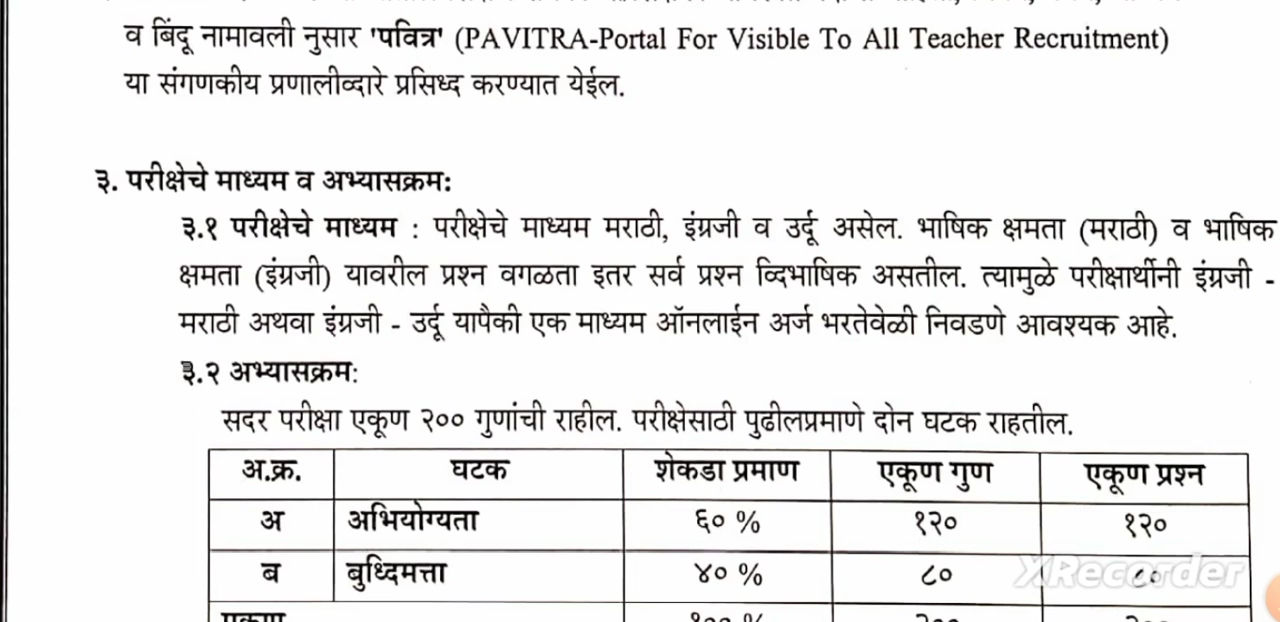 व बिंदू नामावली नुसार 'पवित्र' (PAVITRA-Portal For Visible To All Teacher Recruitment)
या संगणकीय प्रणालीव्दारे प्रसिध्द करण्यात येईल.
३. परीक्षेचे माध्यम व अभ्यासक्रम:
३.१ परीक्षेचे माध्यम : परीक्षेचे माध्यम मराठी, इंग्रजी व उर्दू असेल. भाषिक क्षमता (मराठी) व भाषिक
क्षमता (इंग्रजी) यावरील प्रश्न वगळता इतर सर्व प्रश्न व्दिभाषिक असतील. त्यामुळे परीक्षार्थीनी इंग्रजी -
मराठी अथवा इंग्रजी - उर्दू यापैकी एक माध्यम ऑनलाईन अर्ज भरतेवेळी निवडणे आवश्यक आहे.
३.२ अभ्यासक्रम:
सदर परीक्षा एकूण २०० गुणांची राहील. परीक्षेसाठी पुढीलप्रमाणे दोन घटक राहतील.
अ.क्र. घटक शेकडा प्रमाण एकूण गुण एकूण प्रश्न
अ अभियोग्यता ६० % १२० १२०
ब बुध्दिमत्ता ४० % ८० XRecorder
एकूण १०० % २०० २००